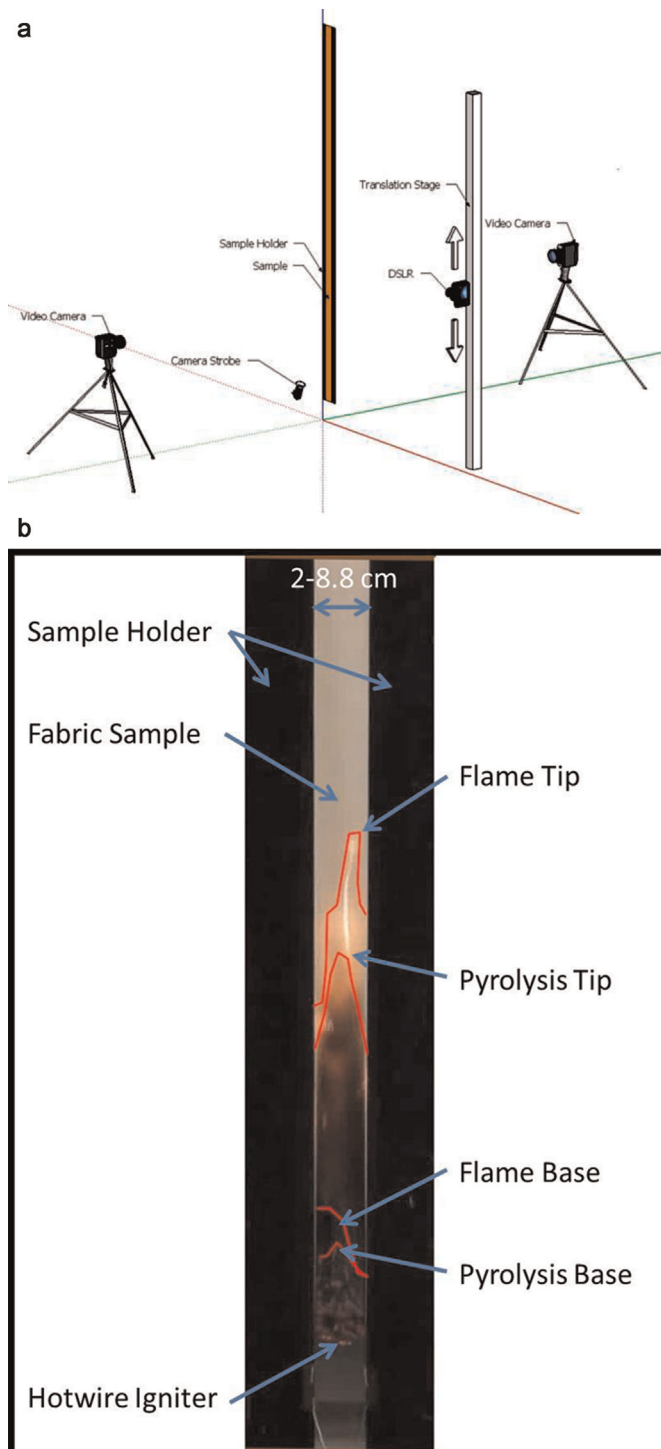 a
Translation Stage
Video Camera
Sample Holder
Sample
DSLR
Video Camera
Camera Strobe
b
2-8.8 cm
Sample Holder
Fabric Sample
Flame Tip
Pyrolysis Tip
Flame Base
Pyrolysis Base
Hotwire Igniter